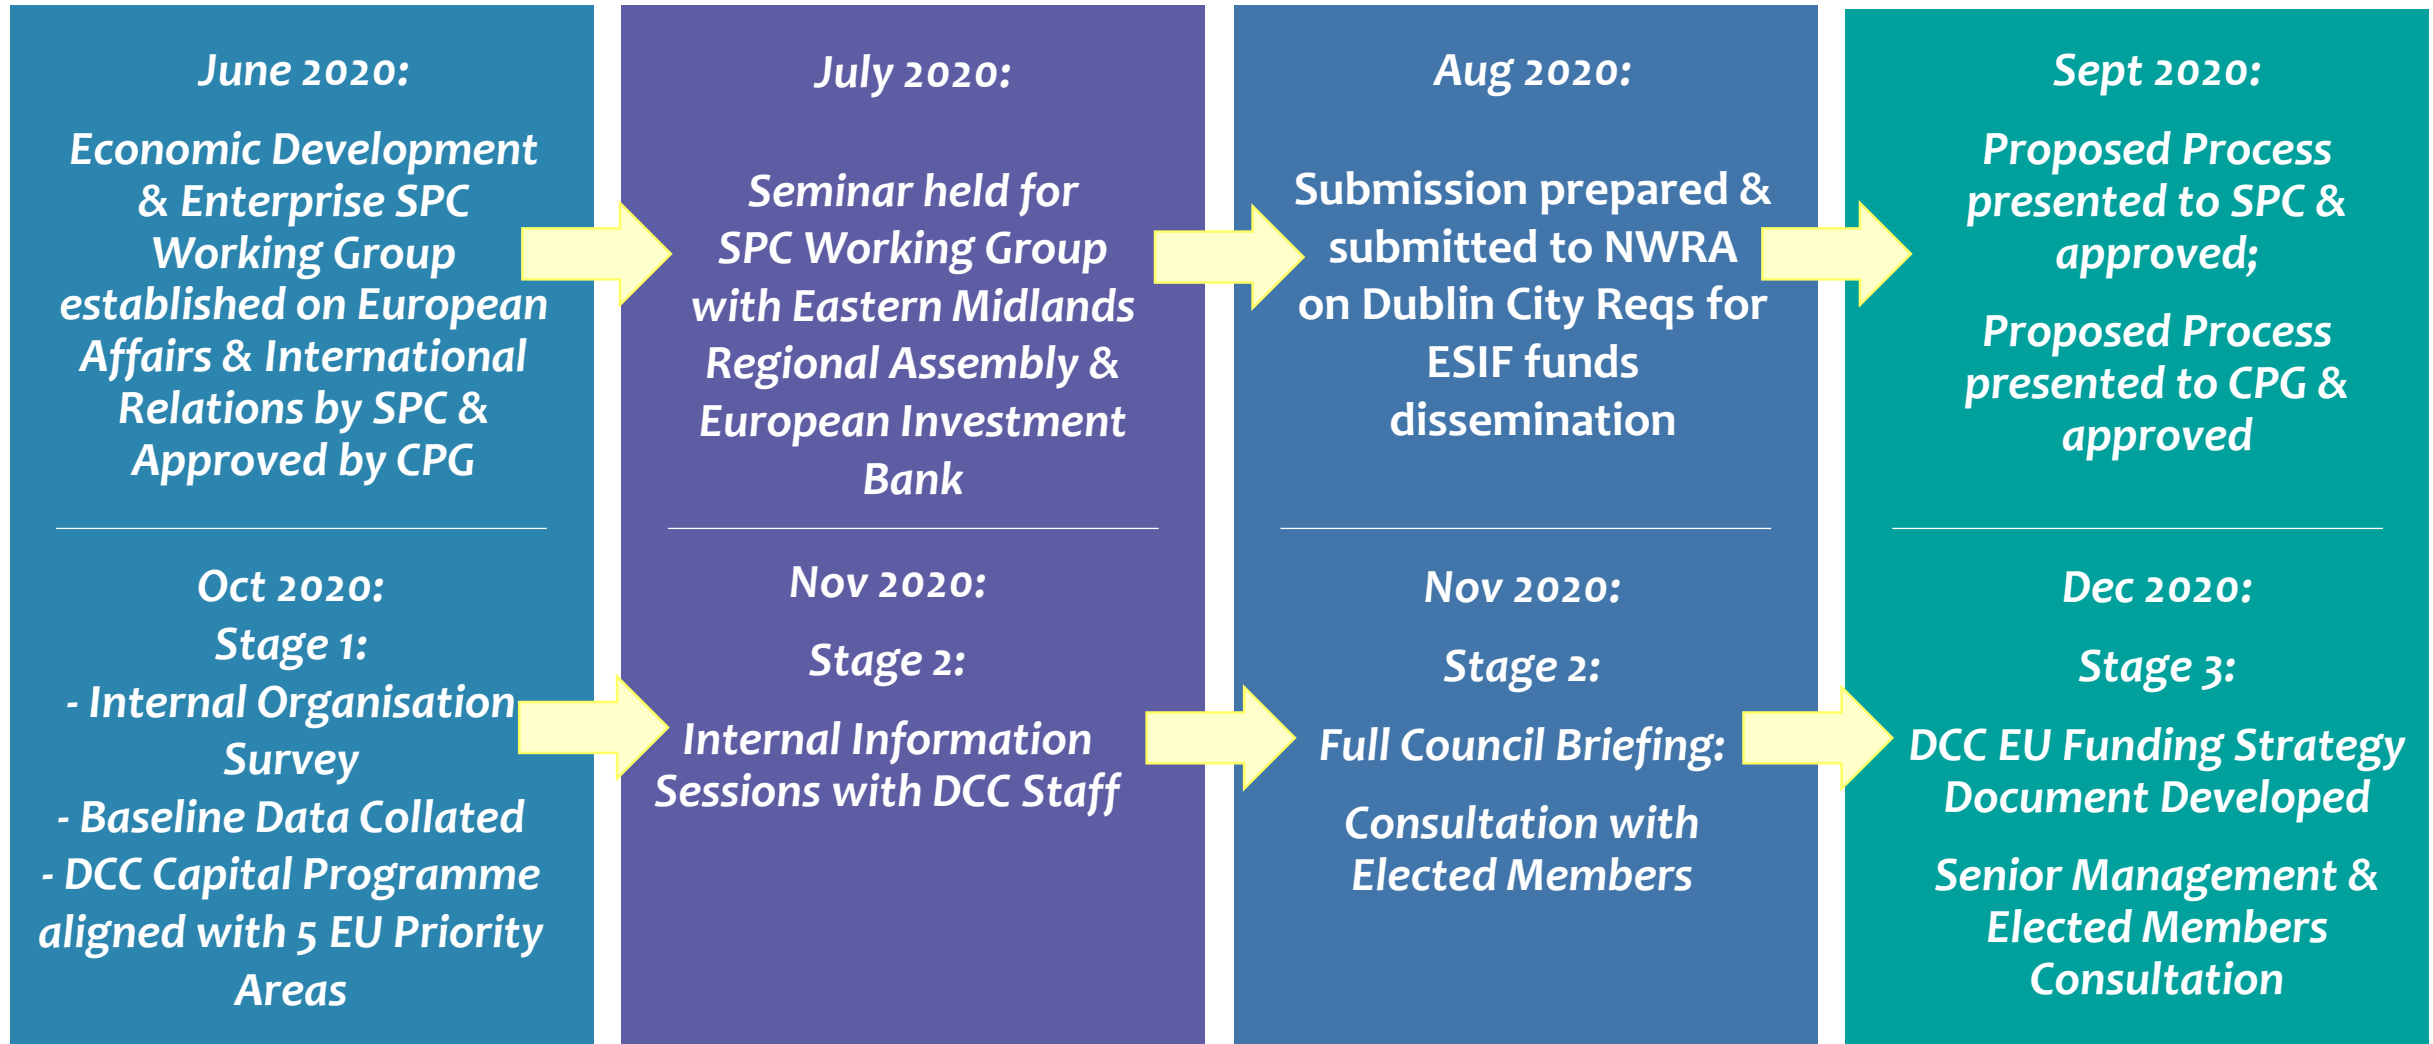 June 2020:
Economic Development
& Enterprise SPC
Working Group
established on European
Affairs & International
Relations by SPC &
Approved by CPG
July 2020:
Seminar held for
SPC Working Group
with Eastern Midlands
Regional Assembly &
European Investment
Bank
Aug 2020:
Submission prepared &
submitted to NWRA
on Dublin City Reqs for
ESIF funds
dissemination
Sept 2020:
Proposed Process
presented to SPC &
approved;
Proposed Process
presented to CPG &
approved
Oct 2020:
Stage 1:
- Internal Organisation
Survey
- Baseline Data Collated
- DCC Capital Programme
aligned with 5 EU Priority
Areas
Nov 2020:
Stage 2:
Internal Information
Sessions with DCC Staff
Nov 2020:
Stage 2:
Full Council Briefing:
Consultation with
Elected Members
Dec 2020:
Stage 3:
DCC EU Funding Strategy
Document Developed
Senior Management &
Elected Members
Consultation